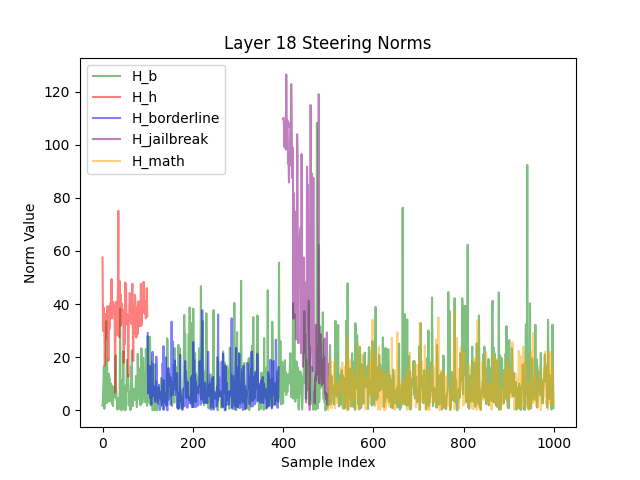 Layer 18 Steering Norms
H_b
H_h
H_borderline
H_jailbreak
H_math
Norm Value
120
100
80
60
40
20
0
0 200 400 600 800 1000
Sample Index